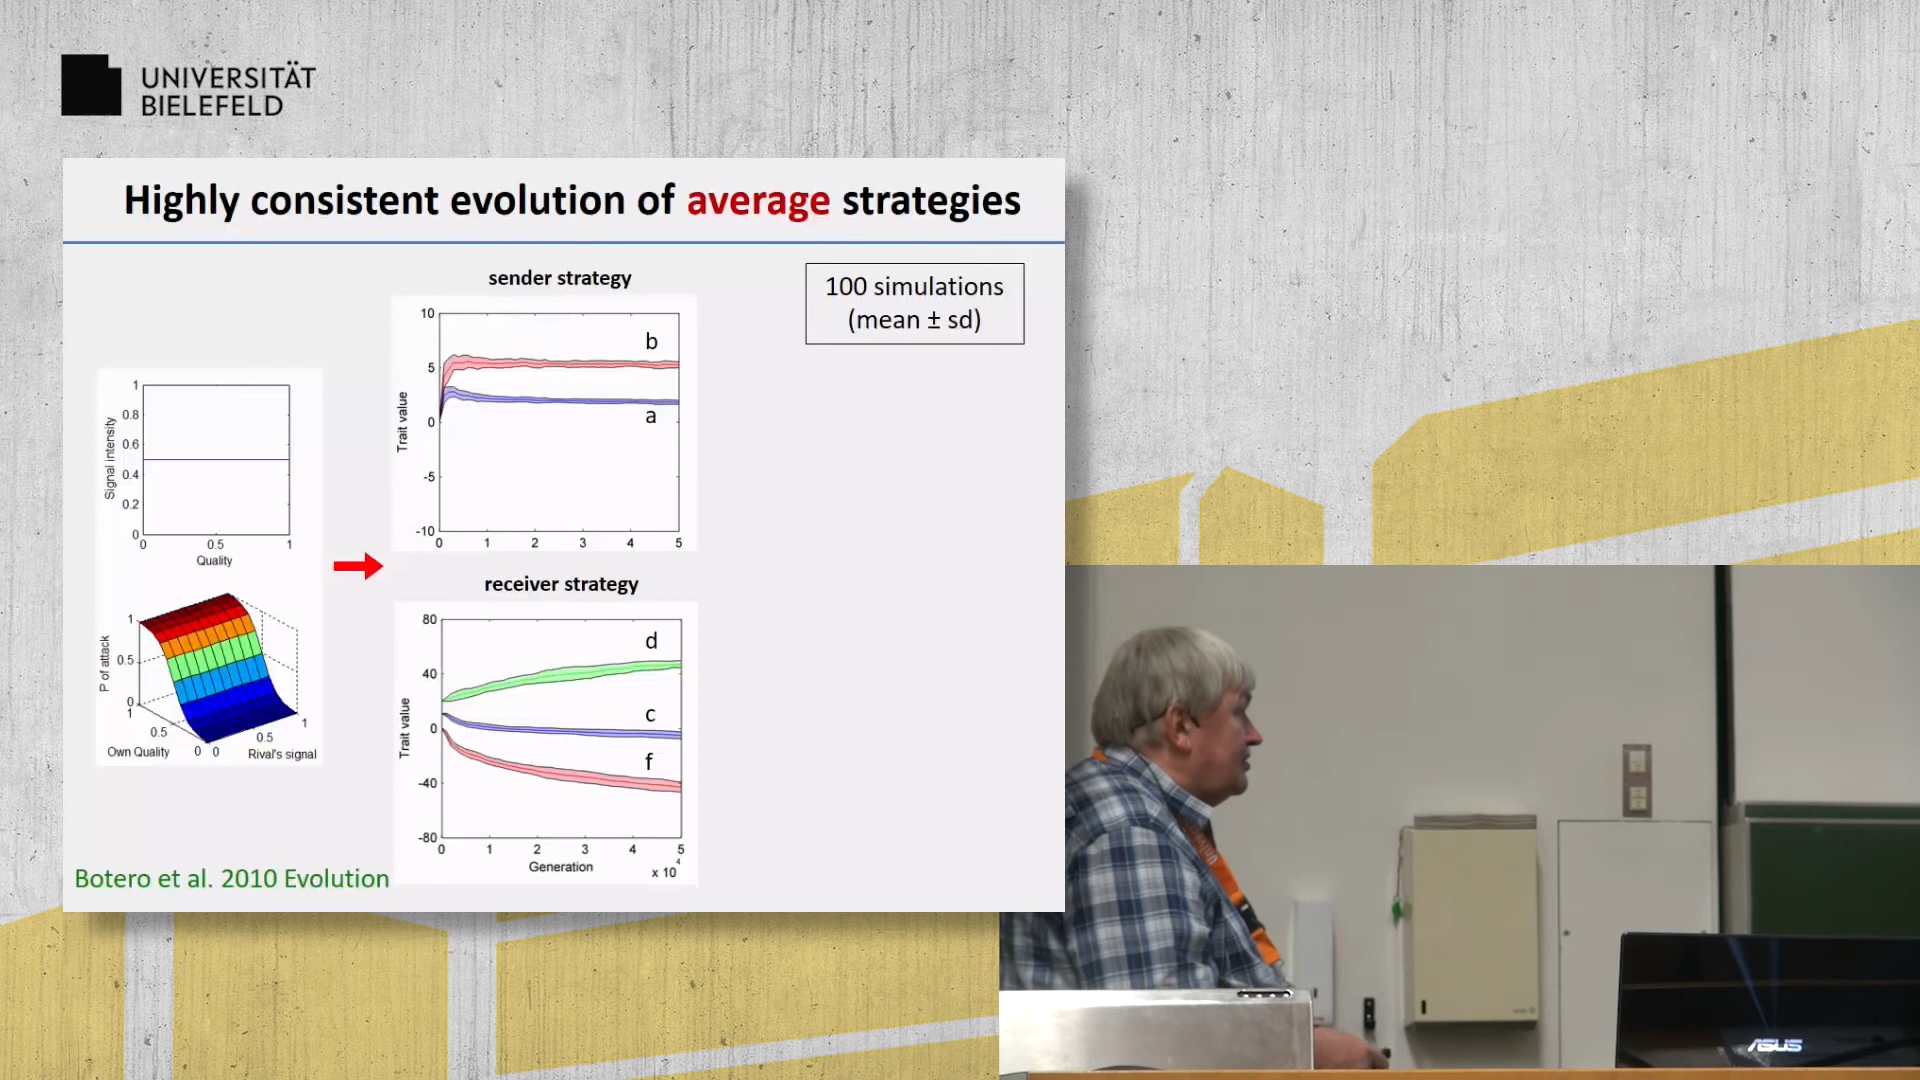 UNIVERSITÄT
BIELEFELD
Highly consistent evolution of average strategies
100 simulations
(mean ± sd)
sender strategy
10
5
0
-5
-10
Trait value
b
a
0 1 2 3 4 5
1
0.8
0.6
0.4
0.2
0
Signal intensity
0 0.5 1
Quality
1
0.5
0
P of attack
1
0.5
0
Own Quality
0
0.5
1
Rival's signal
receiver strategy
80
40
0
-40
-80
Trait value
d
c
f
0 1 2 3 4 5
Generation
x 10⁴
Botero et al. 2010 Evolution
ASUS